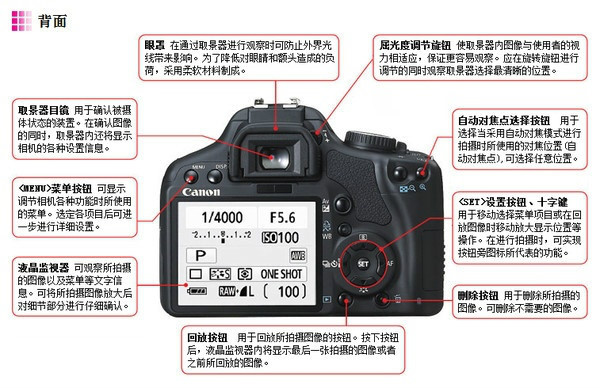 背面
眼罩 在通过取景器进行观察时可防止外界光
线带来影响。为了降低对眼睛和额头造成的负
荷，采用柔软材料制成。
屈光度调节旋钮 使取景器内图像与使用者的视
力相适应，保证更容易观察。应在旋转旋钮进行
调节的同时观察取景器选择最清晰的位置。
取景器目镜 用于确认被摄
体状态的装置。在确认图像
的同时，取景器内还将显示
相机的各种设置信息。
自动对焦点选择按钮 用于
选择当采用自动对焦模式进行
拍摄时所使用的对焦位置(自
动对焦点)，可选择任意位置。
<MENU>菜单按钮 可显示
调节相机各种功能时所使用
的菜单。选定各项目后可进
一步进行详细设置。
<SET>设置按钮、十字键
用于移动选择菜单项目或在回
放图像时移动放大显示位置等
操作。在进行拍摄时，可实现
按钮旁图标所代表的功能。
液晶监视器 可观察所拍摄
的图像以及菜单等文字信
息。可将所拍摄图像放大后
对细节部分进行仔细确认。
删除按钮 用于删除所拍摄的
图像。可删除不需要的图像。
回放按钮 用于回放所拍摄图像的按钮。按下按钮
后，液晶监视器内将显示最后一张拍摄的图像或者
之前所回放的图像。
MENU DISP.
Canon
1/4000 F5.6
-2..1..0..1..2 ISO100
P AWB
ONE SHOT
RAW+L [ 100 ]
Av
WB
SET AF